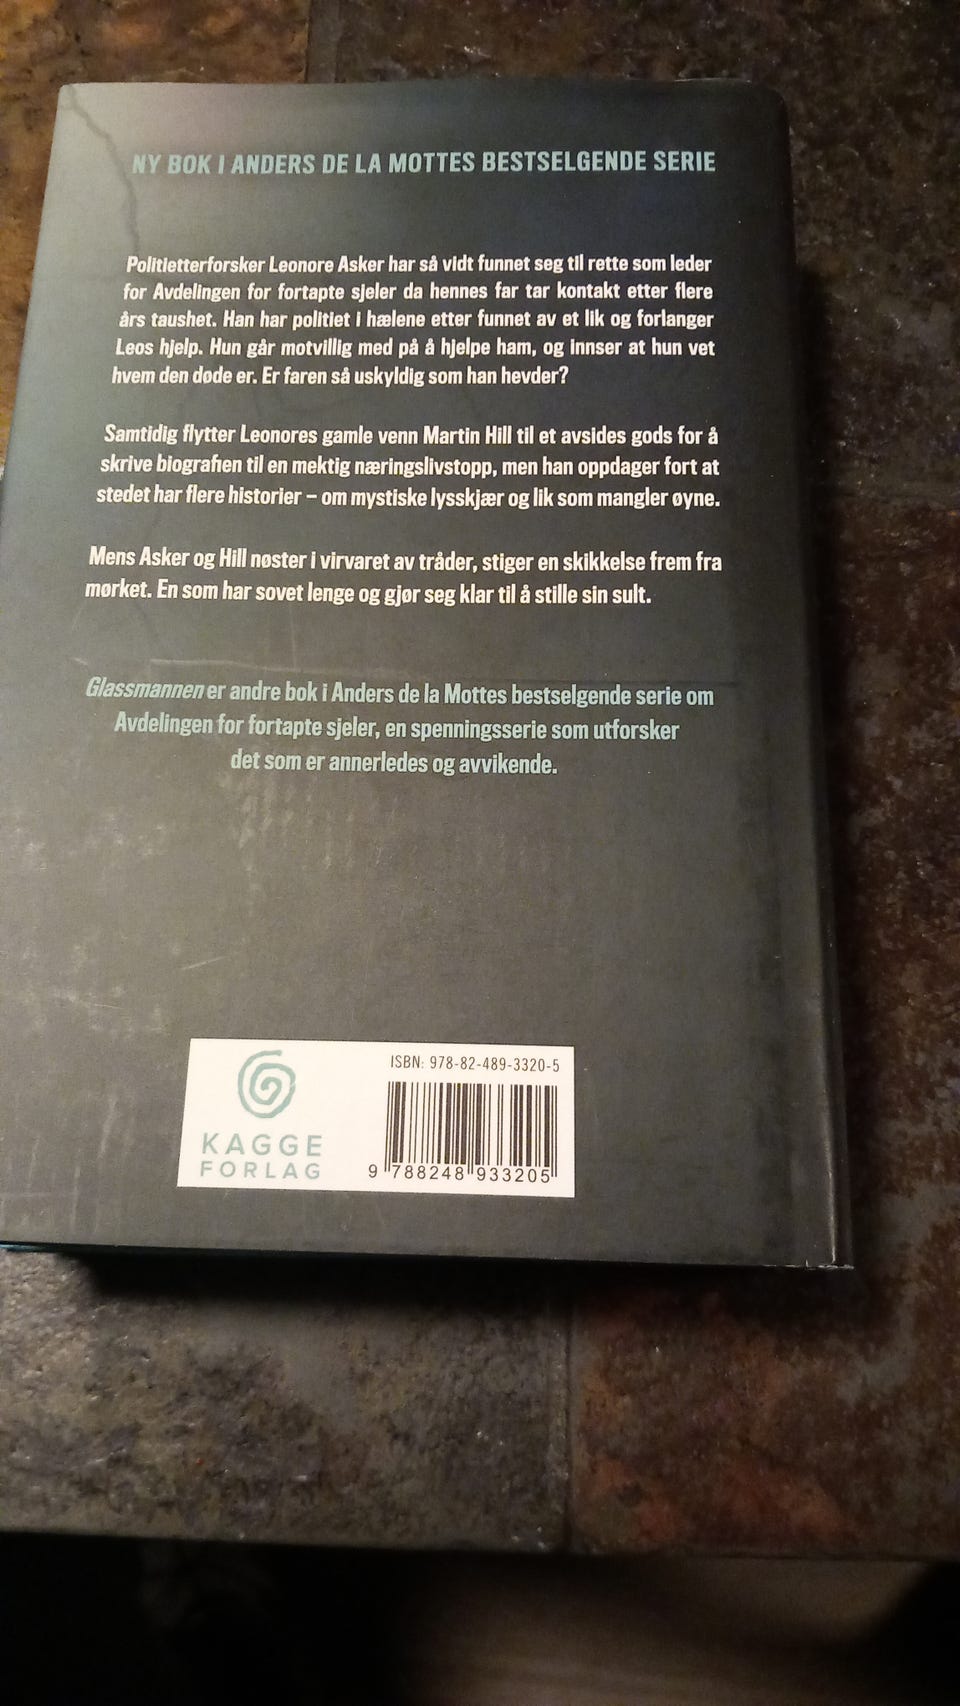 NY BOK I ANDERS DE LA MOTTES BESTSELGENDE SERIE
Politietterforsker Leonore Asker har så vidt funnet seg til rette som leder
for Avdelingen for fortapte sjeler da hennes far tar kontakt etter flere
års taushet. Han har politiet i hælene etter funnet av et lik og forlanger
Leos hjelp. Hun går motvillig med på å hjelpe ham, og innser at hun vet
hvem den døde er. Er faren så uskyldig som han hevder?
Samtidig flytter Leonores gamle venn Martin Hill til et avsides gods for å
skrive biografien til en mektig næringslivstopp, men han oppdager fort at
stedet har flere historier – om mystiske lysskjær og lik som mangler øyne.
Mens Asker og Hill nøster i virvaret av tråder, stiger en skikkelse frem fra
mørket. En som har sovet lenge og gjør seg klar til å stille sin sult.
Glassmannen er andre bok i Anders de la Mottes bestselgende serie om
Avdelingen for fortapte sjeler, en spenningsserie som utforsker
det som er annerledes og avvikende.
ISBN: 978-82-489-3320-5
KAGGE
FORLAG
9 788248 933205